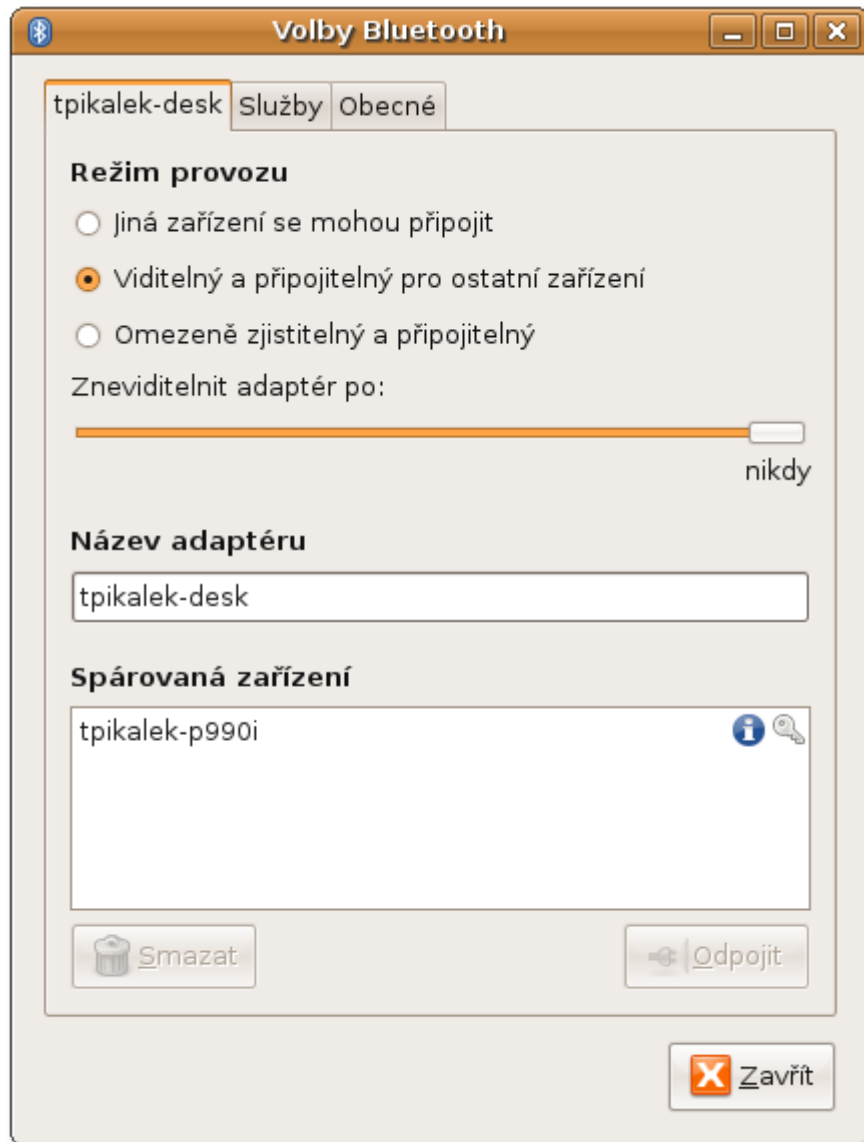 Volby Bluetooth
tpikalek-desk Služby Obecné
Režim provozu
Jiná zařízení se mohou připojit
Viditelný a připojitelný pro ostatní zařízení
Omezeně zjistitelný a připojitelný
Zneviditelnit adaptér po:
nikdy
Název adaptéru
tpikalek-desk
Spárovaná zařízení
tpikalek-p990i
Smazat Odpojit
Zavřít